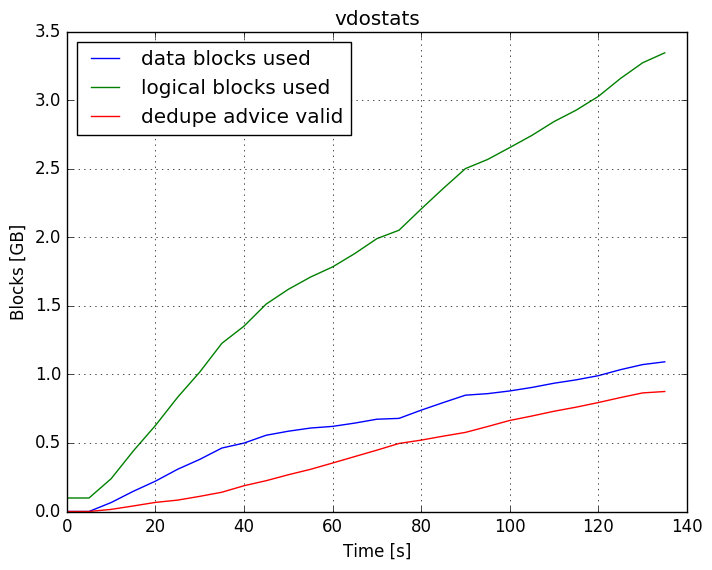 vdostats
data blocks used
logical blocks used
dedupe advice valid
3.5
3.0
2.5
2.0
1.5
1.0
0.5
0.0
Blocks [GB]
0 20 40 60 80 100 120 140
Time [s]